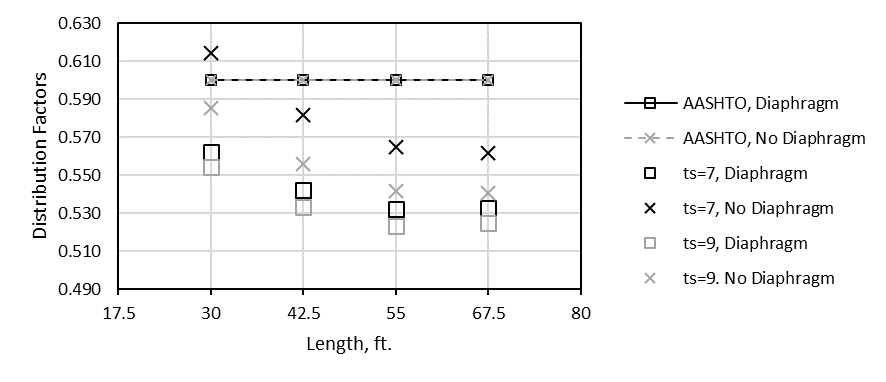 0.630
0.610
0.590
0.570
0.550
0.530
0.510
0.490
Distribution Factors
17.5 30 42.5 55 67.5 80
Length, ft.
AASHTO, Diaphragm
AASHTO, No Diaphragm
ts=7, Diaphragm
ts=7, No Diaphragm
ts=9, Diaphragm
ts=9. No Diaphragm